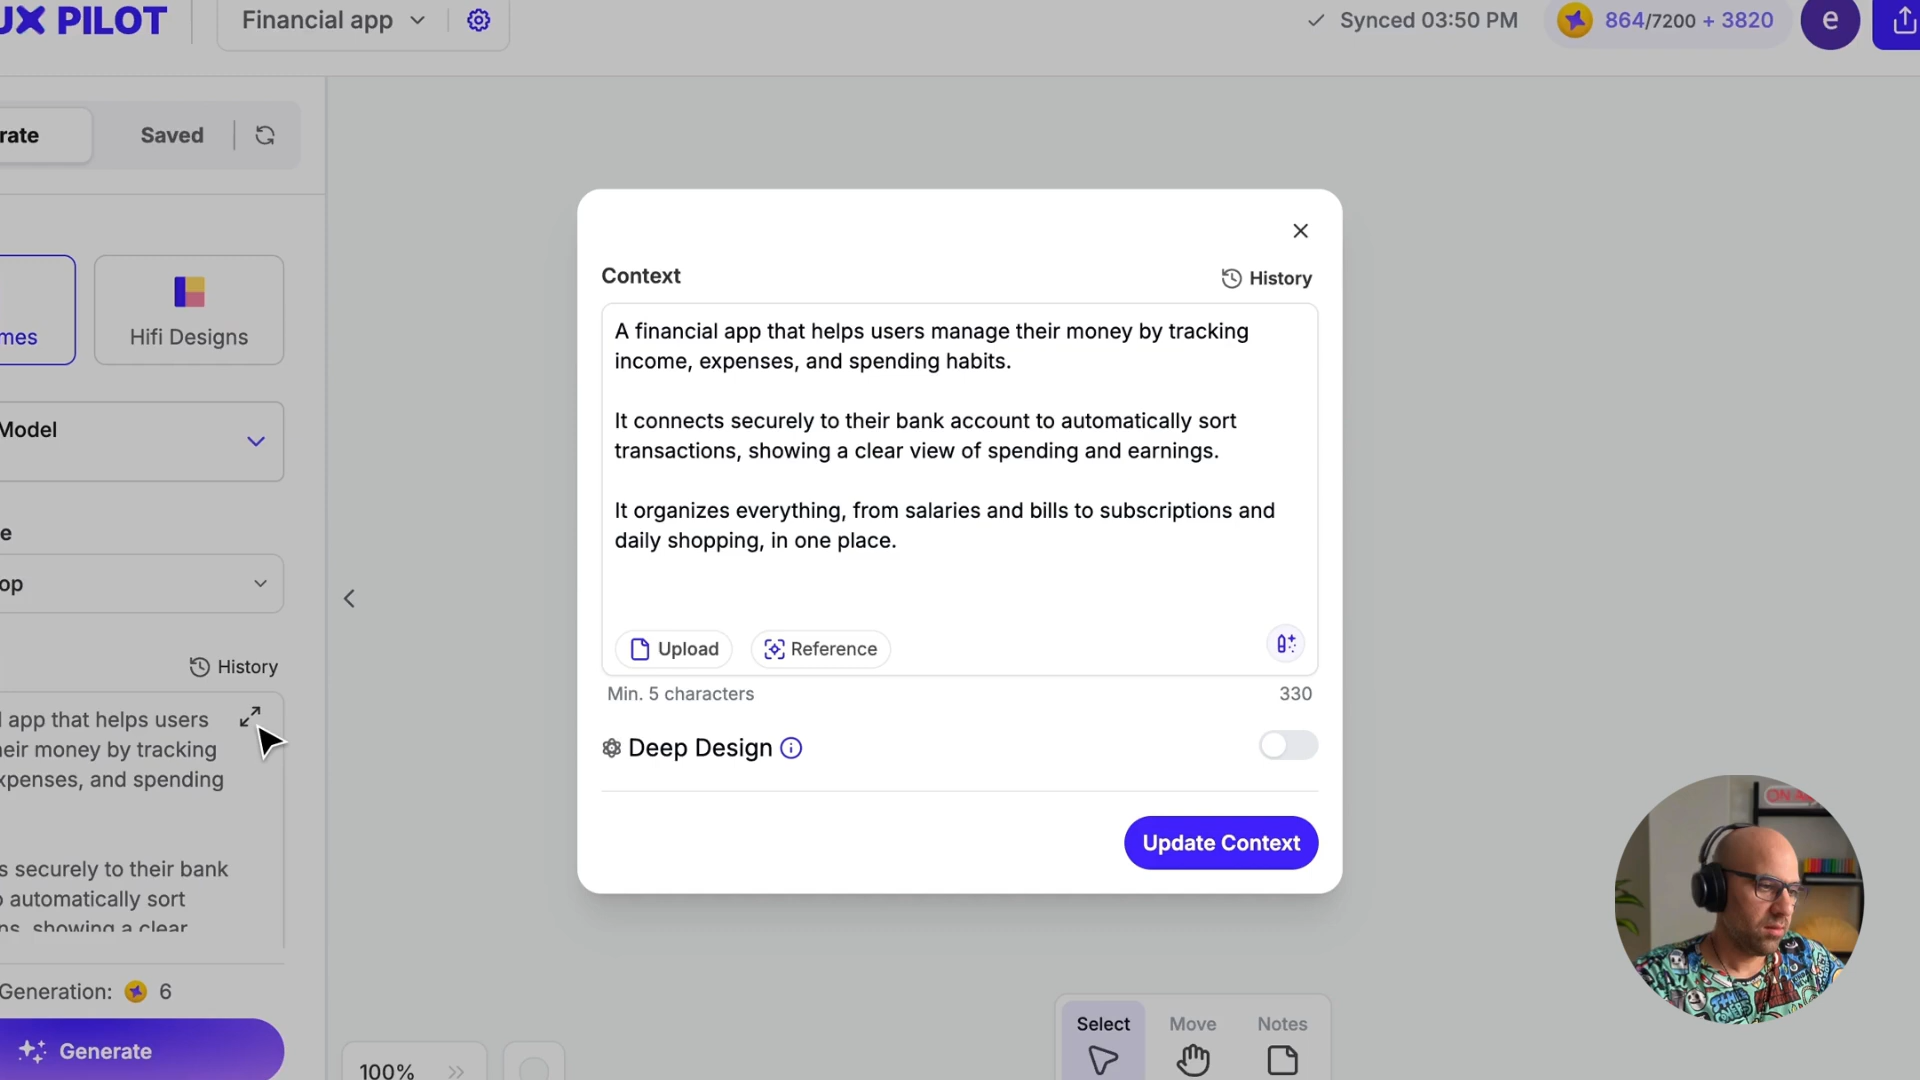 UX PILOT
Financial app
Synced 03:50 PM
864/7200 + 3820
e
rate
Saved
mes
Hifi Designs
Model
e
op
History
l app that helps users
heir money by tracking
xpenses, and spending
s securely to their bank
o automatically sort
ns, showing a clear
Generation: 6
Generate
Context
History
A financial app that helps users manage their money by tracking
income, expenses, and spending habits.
It connects securely to their bank account to automatically sort
transactions, showing a clear view of spending and earnings.
It organizes everything, from salaries and bills to subscriptions and
daily shopping, in one place.
Upload
Reference
Min. 5 characters
330
Deep Design
Update Context
100%
Select
Move
Notes